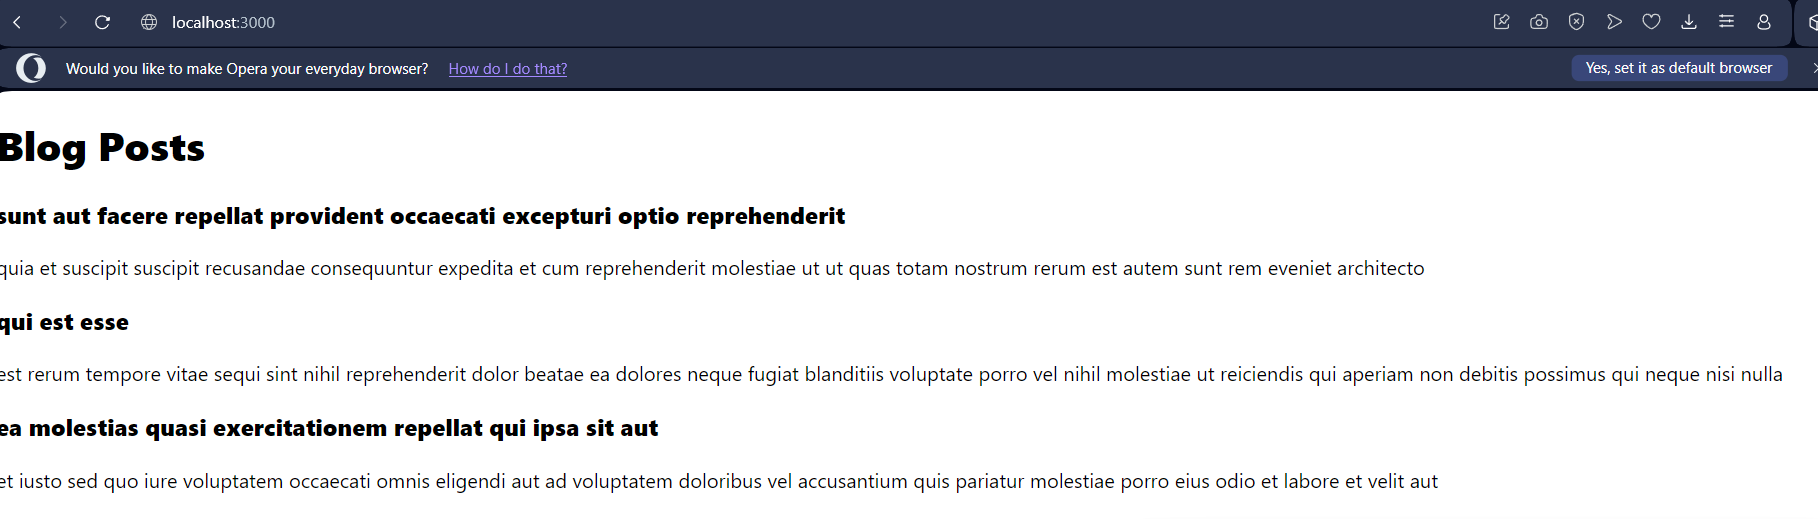 localhost:3000
Would you like to make Opera your everyday browser? How do I do that? Yes, set it as default browser
Blog Posts
sunt aut facere repellat provident occaecati excepturi optio reprehenderit
quia et suscipit suscipit recusandae consequuntur expedita et cum reprehenderit molestiae ut ut quas totam nostrum rerum est autem sunt rem eveniet architecto
qui est esse
est rerum tempore vitae sequi sint nihil reprehenderit dolor beatae ea dolores neque fugiat blanditiis voluptate porro vel nihil molestiae ut reiciendis qui aperiam non debitis possimus qui neque nisi nulla
ea molestias quasi exercitationem repellat qui ipsa sit aut
et iusto sed quo iure voluptatem occaecati omnis eligendi aut ad voluptatem doloribus vel accusantium quis pariatur molestiae porro eius odio et labore et velit aut